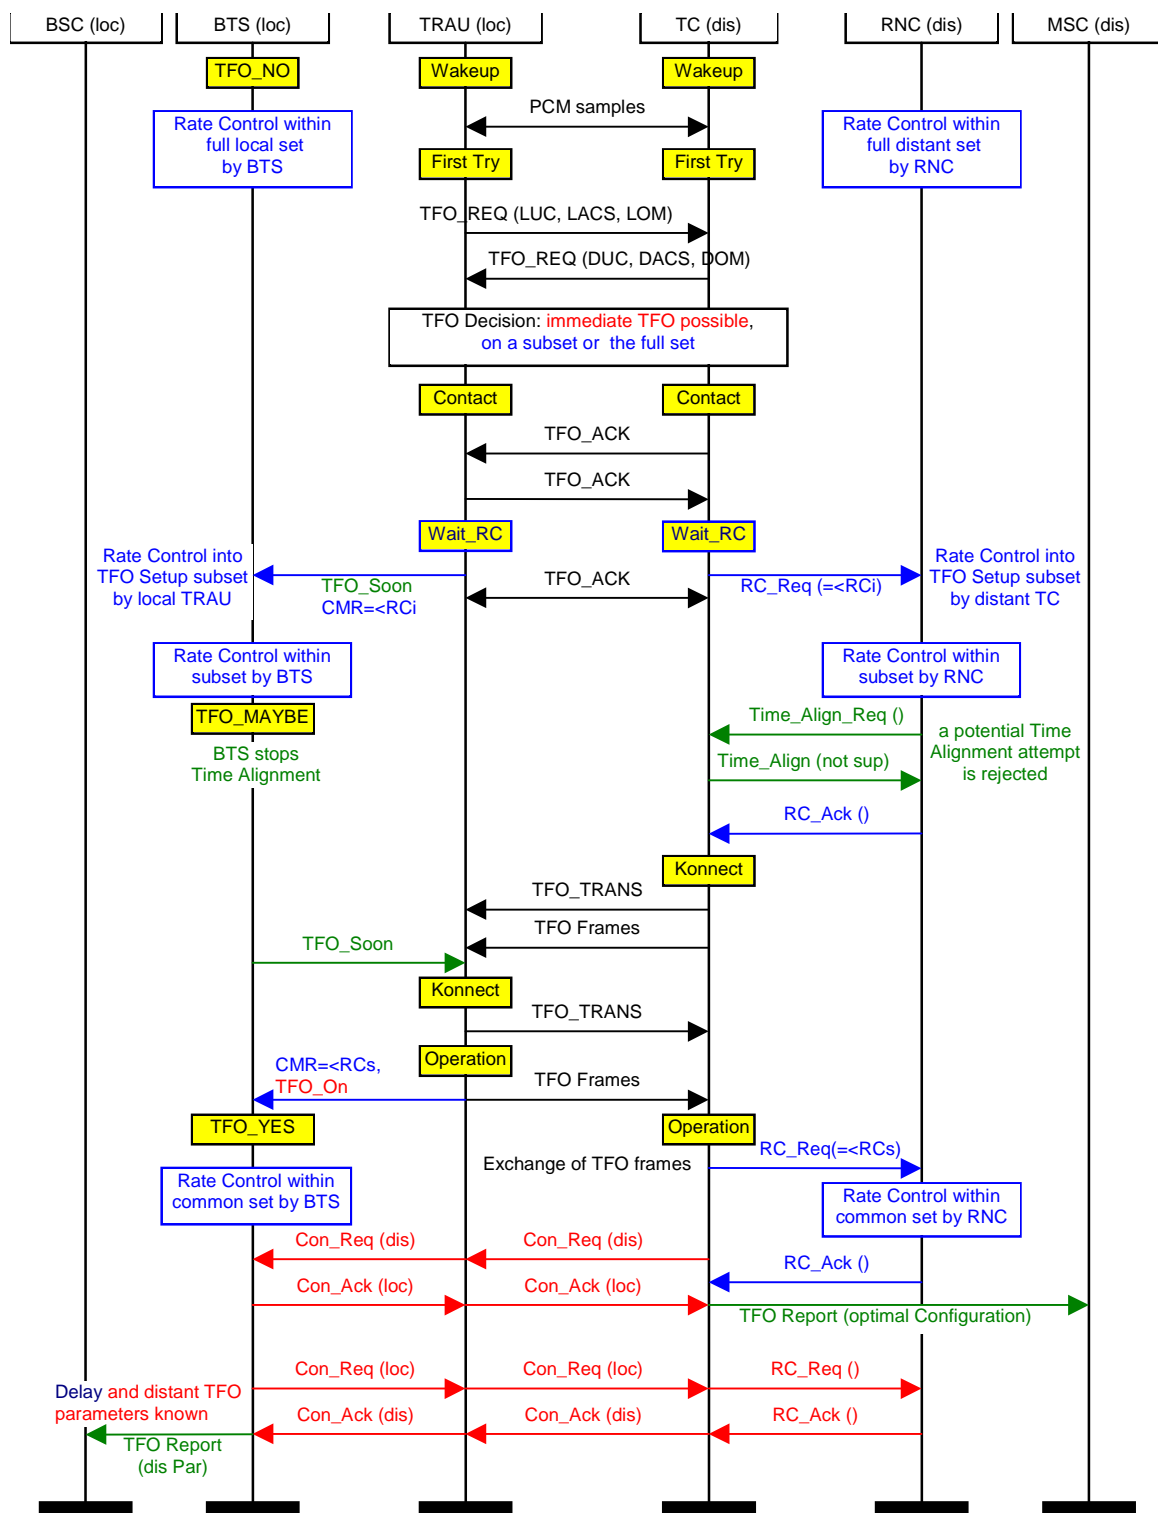 BSC (loc)
BTS (loc)
TRAU (loc)
TC (dis)
RNC (dis)
MSC (dis)
TFO_NO
Wakeup
Wakeup
PCM samples
Rate Control within
full local set
by BTS
Rate Control within
full distant set
by RNC
First Try
First Try
TFO_REQ (LUC, LACS, LOM)
TFO_REQ (DUC, DACS, DOM)
TFO Decision: immediate TFO possible,
on a subset or the full set
Contact
Contact
TFO_ACK
TFO_ACK
Wait_RC
Wait_RC
Rate Control into
TFO Setup subset
by local TRAU
TFO_Soon
CMR=<RCi
TFO_ACK
RC_Req (=<RCi)
Rate Control into
TFO Setup subset
by distant TC
Rate Control within
subset by BTS
Rate Control within
subset by RNC
TFO_MAYBE
BTS stops
Time Alignment
Time_Align_Req ()
Time_Align (not sup)
a potential Time
Alignment attempt
is rejected
RC_Ack ()
Konnect
TFO_TRANS
TFO Frames
TFO_Soon
Konnect
TFO_TRANS
Operation
CMR=<RCs,
TFO_On
TFO Frames
TFO_YES
Operation
Exchange of TFO frames
RC_Req(=<RCs)
Rate Control within
common set by BTS
Rate Control within
common set by RNC
Con_Req (dis)
Con_Req (dis)
RC_Ack ()
Con_Ack (loc)
Con_Ack (loc)
TFO Report (optimal Configuration)
Con_Req (loc)
Con_Req (loc)
RC_Req ()
Delay and distant TFO
parameters known
Con_Ack (dis)
Con_Ack (dis)
RC_Ack ()
TFO Report
(dis Par)